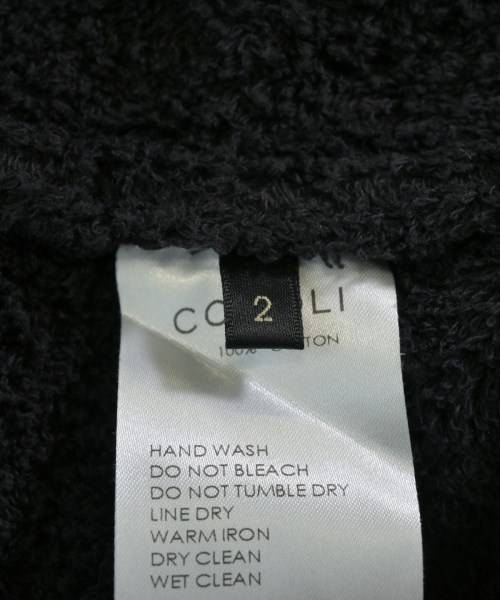 2
100%
HAND WASH
DO NOT BLEACH
DO NOT TUMBLE DRY
LINE DRY
WARM IRON
DRY CLEAN
WET CLEAN